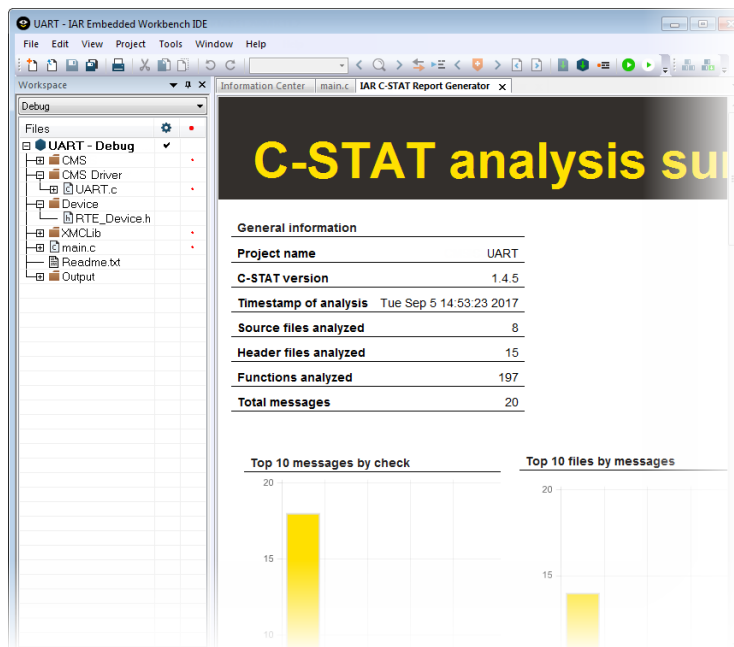 UART - IAR Embedded Workbench IDE
File Edit View Project Tools Window Help
Workspace
Debug
Files
UART - Debug
CMS
CMS Driver
UART.c
Device
RTE_Device.h
XMCLib
main.c
Readme.txt
Output
Information Center main.c IAR C-STAT Report Generator
C-STAT analysis su
General information
Project name UART
C-STAT version 1.4.5
Timestamp of analysis Tue Sep 5 14:53:23 2017
Source files analyzed 8
Header files analyzed 15
Functions analyzed 197
Total messages 20
Top 10 messages by check
20
15
10
Top 10 files by messages
20
15